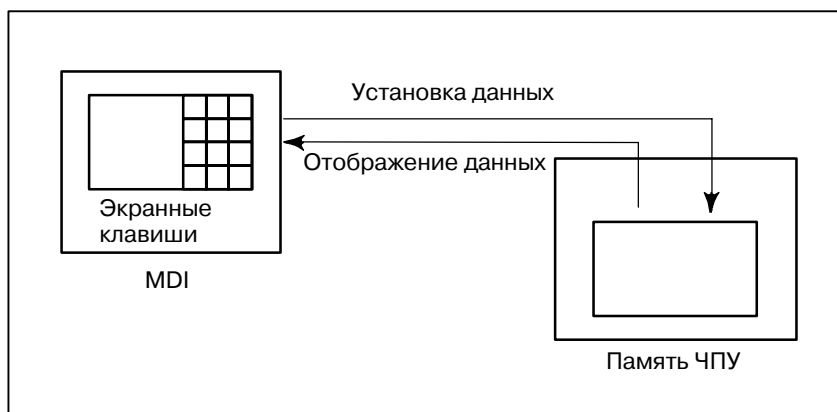 Установка данных
Отображение данных
Экранные
клавиши
MDI
Память ЧПУ